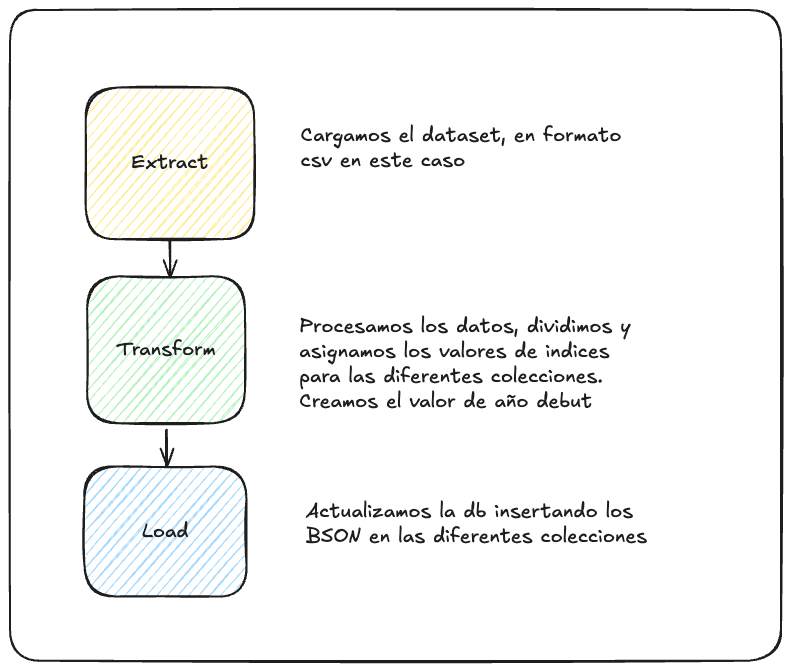 Extract
Cargamos el dataset, en formato
csv en este caso
Transform
Procesamos los datos, dividimos y
asignamos los valores de indices
para las diferentes colecciones.
Creamos el valor de año debut
Load
Actualizamos la db insertando los
BSON en las diferentes colecciones